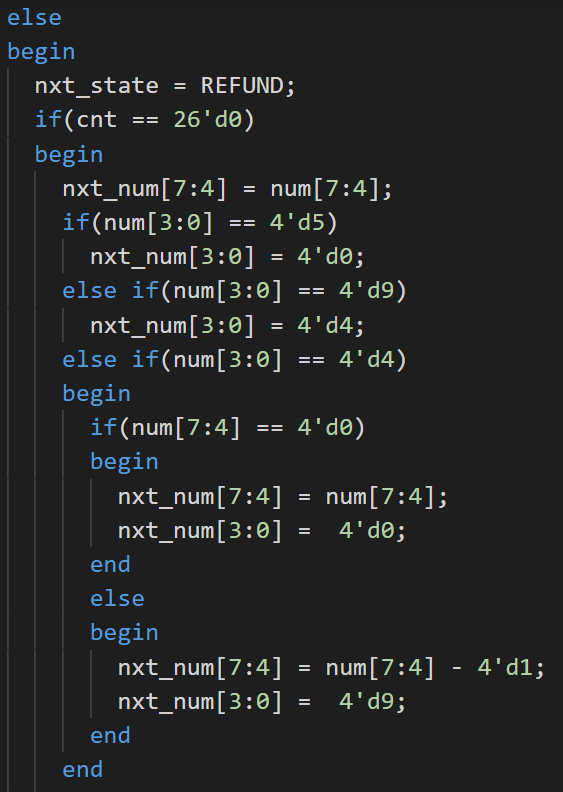 else
begin
  nxt_state = REFUND;
  if(cnt == 26'd0)
  begin
    nxt_num[7:4] = num[7:4];
    if(num[3:0] == 4'd5)
      nxt_num[3:0] = 4'd0;
    else if(num[3:0] == 4'd9)
      nxt_num[3:0] = 4'd4;
    else if(num[3:0] == 4'd4)
    begin
      if(num[7:4] == 4'd0)
      begin
        nxt_num[7:4] = num[7:4];
        nxt_num[3:0] =  4'd0;
      end
      else
      begin
        nxt_num[7:4] = num[7:4] - 4'd1;
        nxt_num[3:0] =  4'd9;
      end
    end